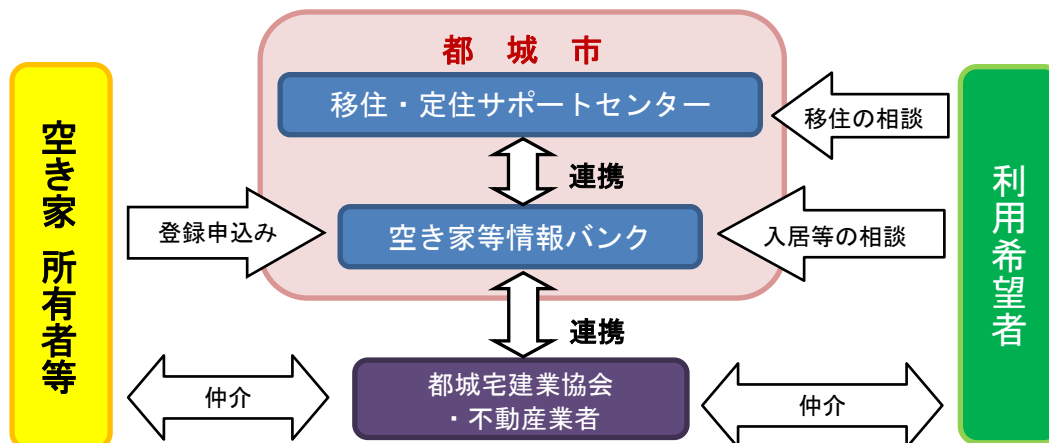 都 城 市
移住・定住サポートセンター
移住の相談
連携
空き家 所有者等
登録申込み
空き家等情報バンク
入居等の相談
利用希望者
連携
仲介
都城宅建業協会
・不動産業者
仲介